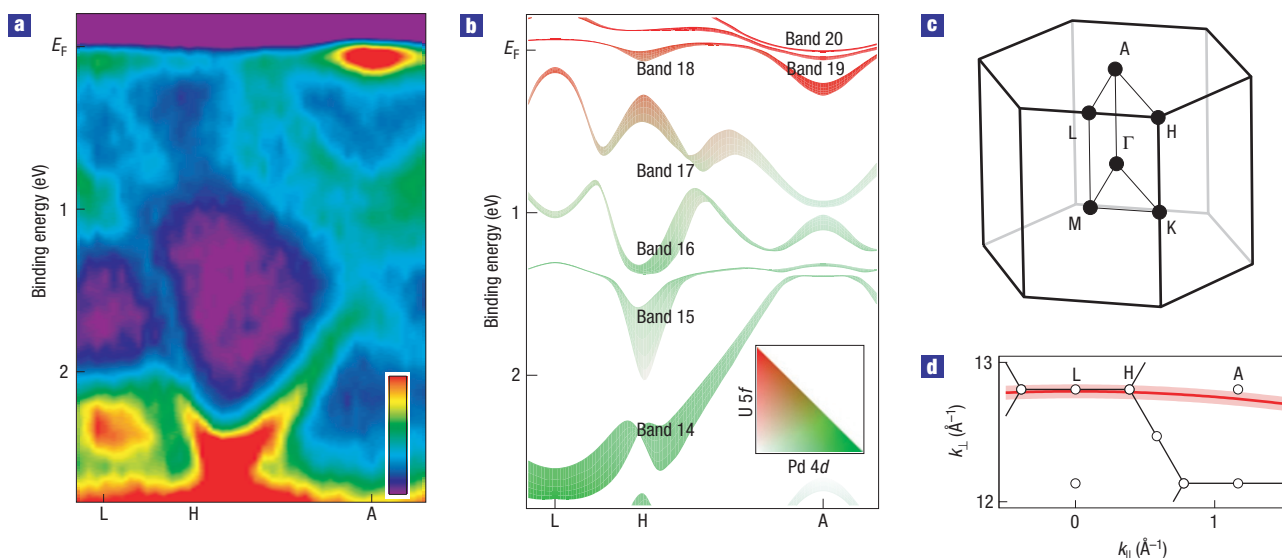 a
E_F
1
2
Binding energy (eV)
L H A
b
E_F
1
2
Binding energy (eV)
Band 20
Band 19
Band 18
Band 17
Band 16
Band 15
Band 14
U 5f
Pd 4d
L H A
c
A
L
H
Γ
M
K
d
13
12
k⊥ (Å⁻¹)
L H A
0 1
k∥ (Å⁻¹)